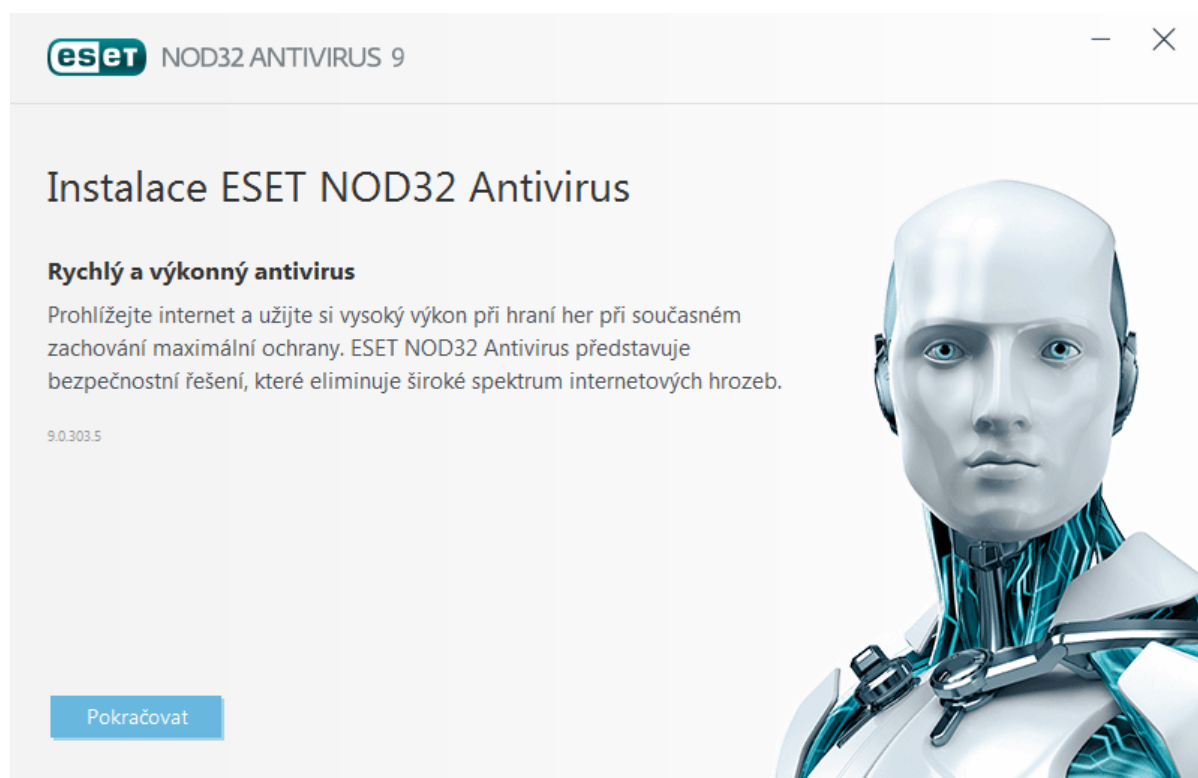 eset NOD32 ANTIVIRUS 9
Instalace ESET NOD32 Antivirus
Rychlý a výkonný antivirus
Prohlížejte internet a užijte si vysoký výkon při hraní her při současném
zachování maximální ochrany. ESET NOD32 Antivirus představuje
bezpečnostní řešení, které eliminuje široké spektrum internetových hrozeb.
9.0.303.5
Pokračovat